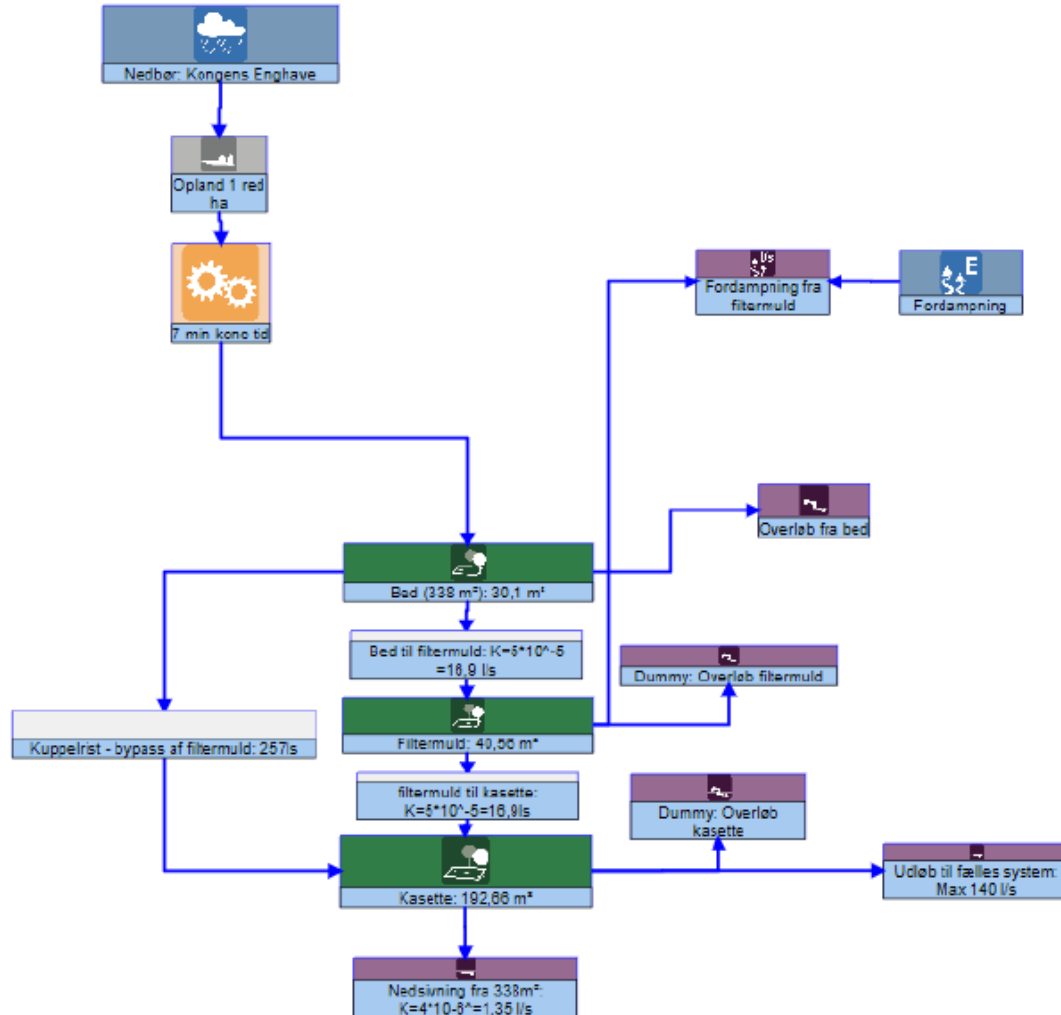 Nedbør: Kongens Enghave
Opland 1 red
ha
7 min konc tid
Us
Fordampning fra
filtermuld
E
Fordampning
Overløb fra bed
Bed (338 m²): 30,1 m³
Bed til filtermuld: K=5*10^-5
=16,9 l/s
Dummy: Overløb filtermuld
Kuppelrist - bypass af filtermuld: 257ls
Filtermuld: 40,56 m³
filtermuld til kasette:
K=5*10^-5=16,9ls
Dummy: Overløb
kasette
Udløb til fælles system:
Max 140 l/s
Kasette: 192,66 m³
Nedsivning fra 338m²:
K=4*10-6^=1,35 l/s